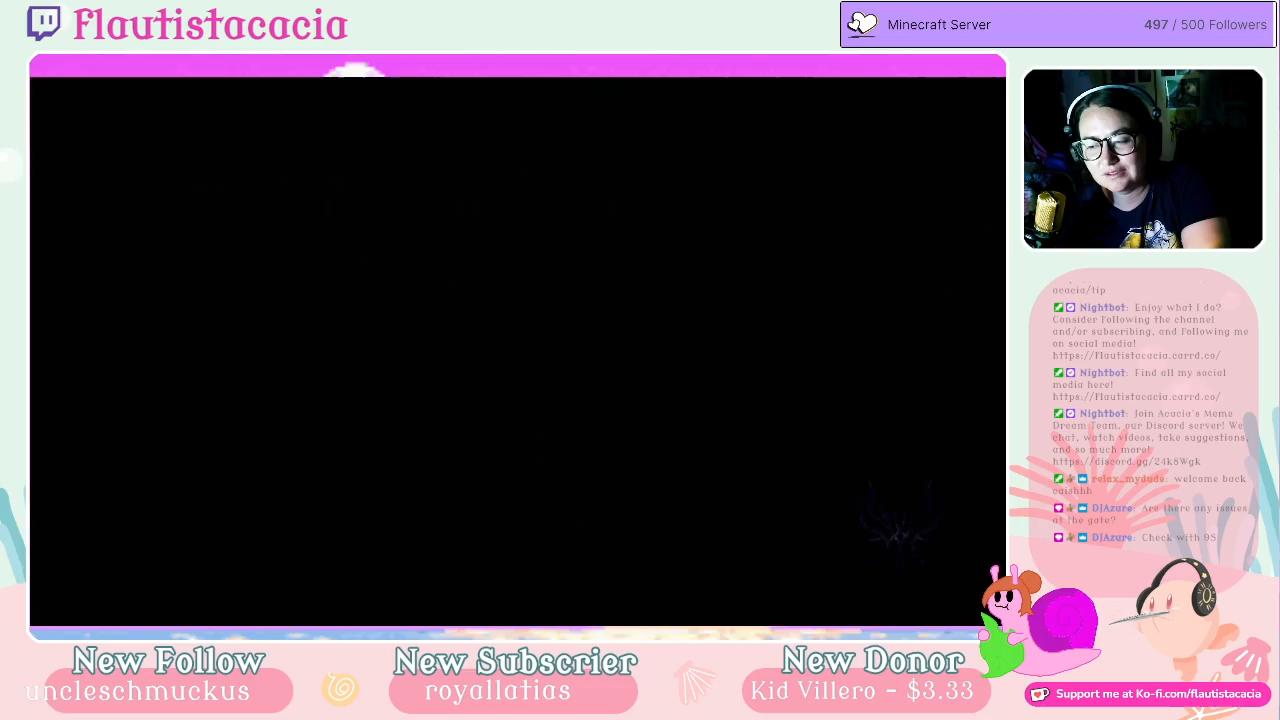 Flautistacacia
Minecraft Server
497 / 500 Followers
acacia/tip
Nightbot: Enjoy what I do?
Consider Following the channel
and/or subscribing, and Following me
on social media!
https://flautistacacia.carrd.co/
Nightbot: Find all my social
media here!
https://flautistacacia.carrd.co/
Nightbot: Join Acacia's Meme
Dream Team, our Discord server! We
chat, watch videos, take suggestions,
and so much more!
https://discord.gg/24k8Wgk
relax_mydude: welcome back
caishhh
DJAzure: Are there any issues
at the gate?
DJAzure: Check with 9S
New Follow
uncleschmuckus
New Subscrier
royallatias
New Donor
Kid Villero - $3.33
Support me at Ko-fi.com/flautistacacia